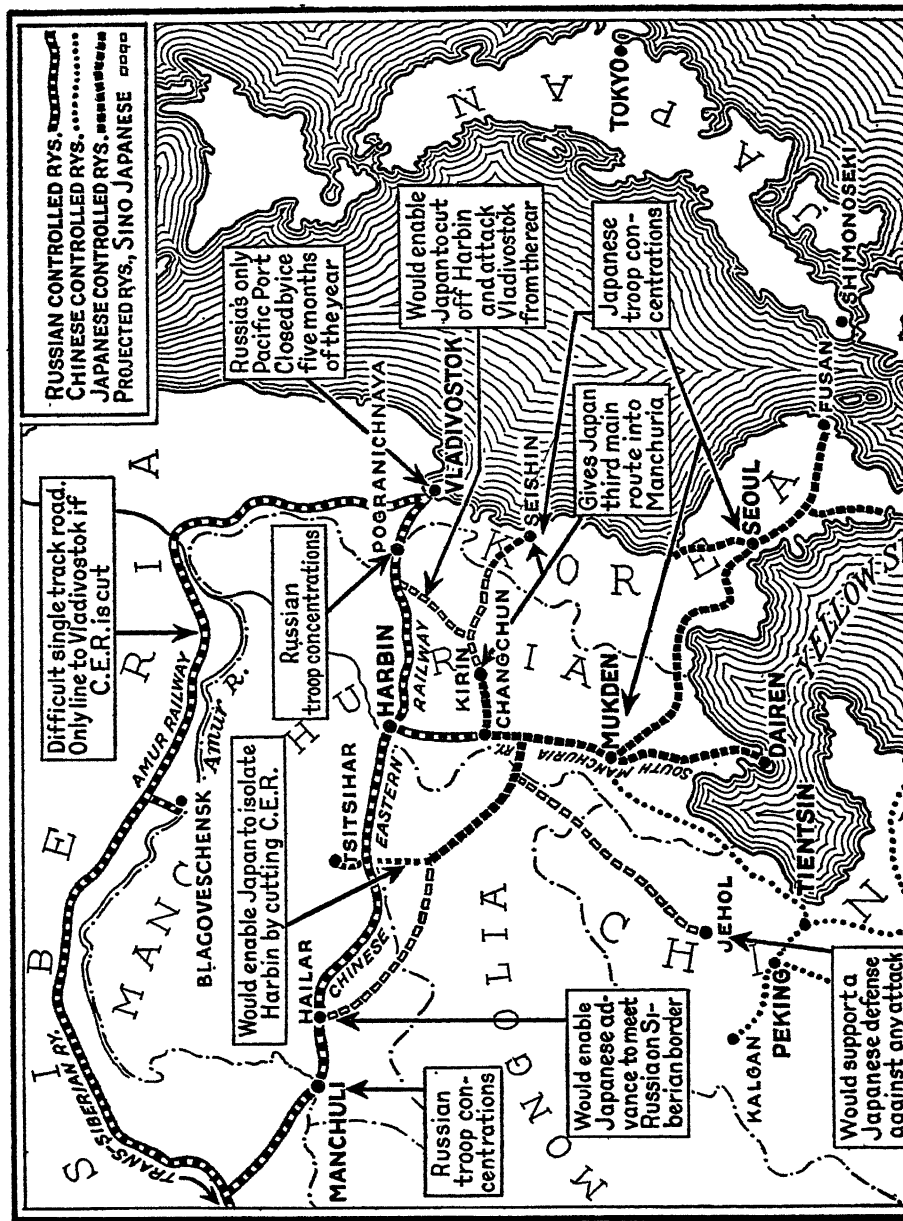 RUSSIAN CONTROLLED RYS.
CHINESE CONTROLLED RYS.
JAPANESE CONTROLLED RYS.
PROJECTED RYS., SINO JAPANESE
Difficult single track road.
Only line to Vladivostok if
C.E.R. is cut
Russia's only
Pacific Port
Closed by ice
five months
of the year
Would enable
Japan to cut
off Harbin
and attack
Vladivostok
from the rear
Japanese
troop con-
centrations
Gives Japan
third main
route into
Manchuria
Russian
troop concentrations
Would enable Japan to isolate
Harbin by cutting C.E.R.
Would enable
Japanese ad-
vance to meet
Russia on Si-
berian border
Russian
troop con-
centrations
Would support a
Japanese defense
against any attack
SIBERIA
TRANS-SIBERIAN RY.
AMUR RAILWAY
Amur R.
BLAGOVESCHENSK
MANCHURIA
MANCHULI
HAILAR
TSITSIHAR
CHINESE EASTERN RAILWAY
HARBIN
POGRANICHNAYA
VLADIVOSTOK
KIRIN
CHANGCHUN
SEISHIN
KOREA
MUKDEN
SOUTH MANCHURIA RY.
DAIREN
SEOUL
FUSAN
SHIMONOSEKI
TOKYO
JAPAN
MONGOLIA
CHIN
JEHOL
PEKING
TIENTSIN
KALGAN
YELLOW SE